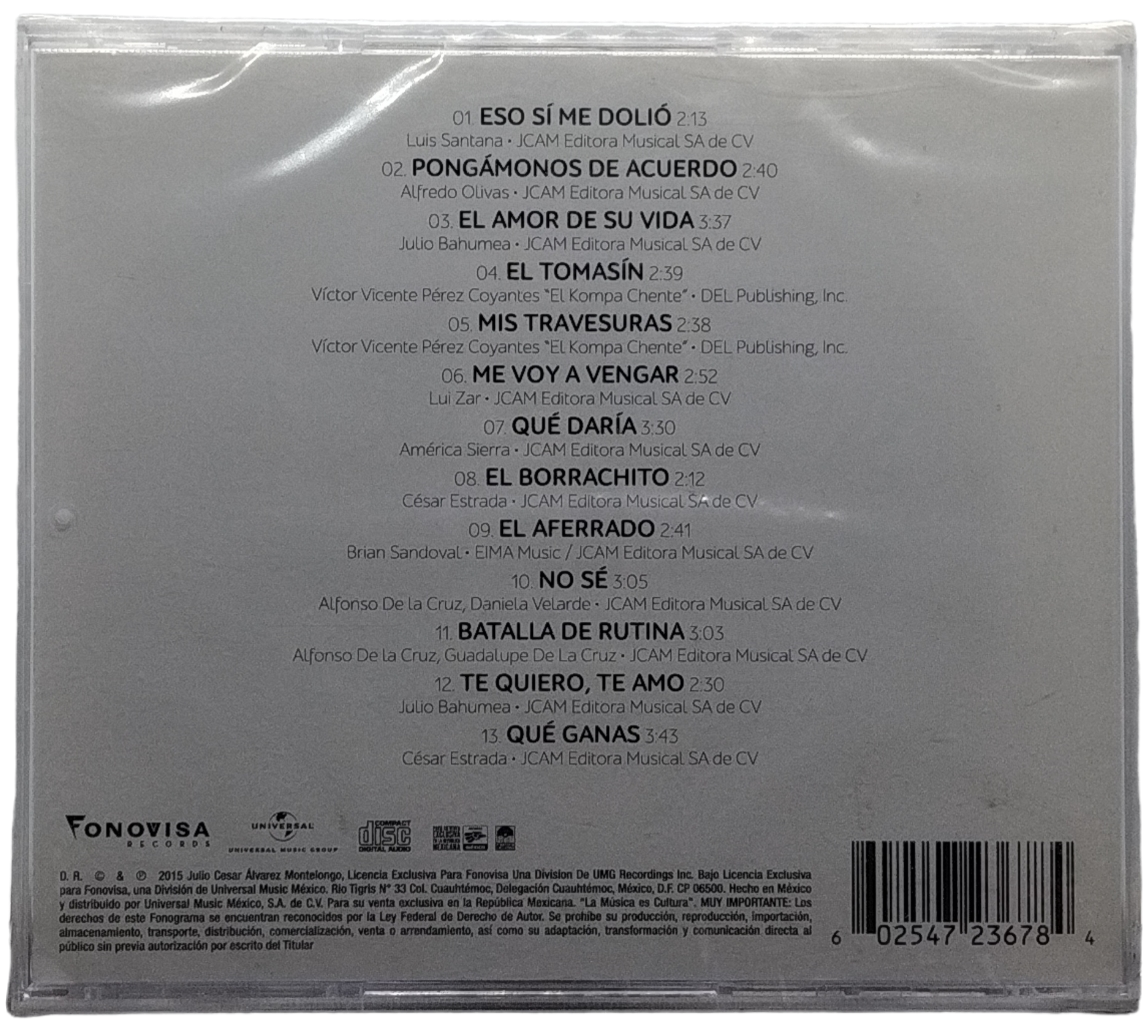 01. ESO SÍ ME DOLIÓ 2:13
Luis Santana • JCAM Editora Musical SA de CV
02. PONGÁMONOS DE ACUERDO 2:40
Alfredo Olivas • JCAM Editora Musical SA de CV
03. EL AMOR DE SU VIDA 3:37
Julio Bahumea • JCAM Editora Musical SA de CV
04. EL TOMASÍN 2:39
Víctor Vicente Pérez Coyantes "El Kompa Chente" • DEL Publishing, Inc.
05. MIS TRAVESURAS 2:38
Víctor Vicente Pérez Coyantes "El Kompa Chente" • DEL Publishing, Inc.
06. ME VOY A VENGAR 2:52
Lui Zar • JCAM Editora Musical SA de CV
07. QUÉ DARÍA 3:30
América Sierra • JCAM Editora Musical SA de CV
08. EL BORRACHITO 2:12
César Estrada • JCAM Editora Musical SA de CV
09. EL AFERRADO 2:41
Brian Sandoval • EIMA Music / JCAM Editora Musical SA de CV
10. NO SÉ 3:05
Alfonso De la Cruz, Daniela Velarde • JCAM Editora Musical SA de CV
11. BATALLA DE RUTINA 3:03
Alfonso De la Cruz, Guadalupe De La Cruz • JCAM Editora Musical SA de CV
12. TE QUIERO, TE AMO 2:30
Julio Bahumea • JCAM Editora Musical SA de CV
13. QUÉ GANAS 3:43
César Estrada • JCAM Editora Musical SA de CV
FONOVISA
RECORDS
UNIVERSAL
UNIVERSAL MUSIC GROUP
COMPACT
disc
DIGITAL AUDIO
D. R. © & ℗ 2015 Julio Cesar Álvarez Montelongo, Licencia Exclusiva Para Fonovisa Una Division De UMG Recordings Inc. Bajo Licencia Exclusiva
para Fonovisa, una División de Universal Music México. Río Tigris N° 33 Col. Cuauhtémoc, Delegación Cuauhtémoc, México, D.F. CP 06500. Hecho en México
y distribuido por Universal Music México, S.A. de C.V. Para su venta exclusiva en la República Mexicana. "La Música es Cultura". MUY IMPORTANTE: Los
derechos de este Fonograma se encuentran reconocidos por la Ley Federal de Derecho de Autor. Se prohibe su producción, reproducción, importación,
almacenamiento, transporte, distribución, comercialización, venta o arrendamiento, así como su adaptación, transformación y comunicación directa al
público sin previa autorización por escrito del Titular
6 02547 23678 4